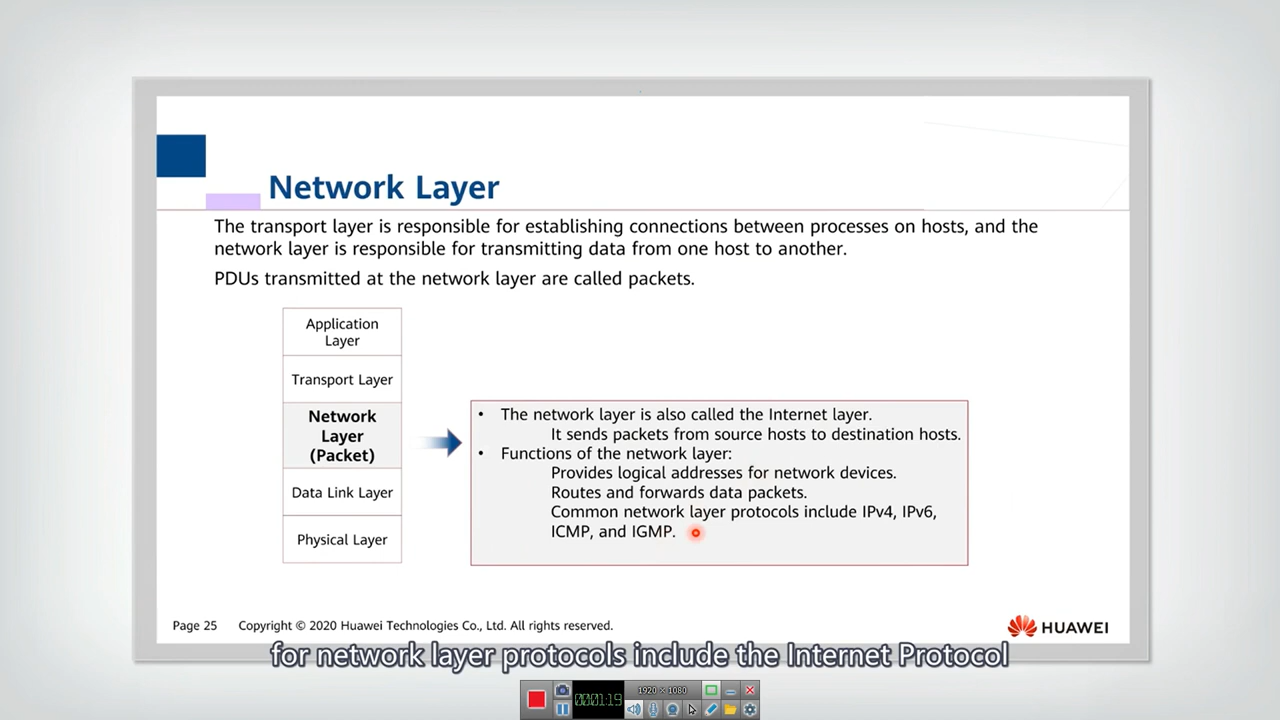 Network Layer
The transport layer is responsible for establishing connections between processes on hosts, and the
network layer is responsible for transmitting data from one host to another.
PDUs transmitted at the network layer are called packets.
Application
Layer
Transport Layer
Network
Layer
(Packet)
Data Link Layer
Physical Layer
• The network layer is also called the Internet layer.
It sends packets from source hosts to destination hosts.
• Functions of the network layer:
Provides logical addresses for network devices.
Routes and forwards data packets.
Common network layer protocols include IPv4, IPv6,
ICMP, and IGMP.
Page 25 Copyright © 2020 Huawei Technologies Co., Ltd. All rights reserved.
HUAWEI
for network layer protocols include the Internet Protocol
0001:19
1920 × 1080